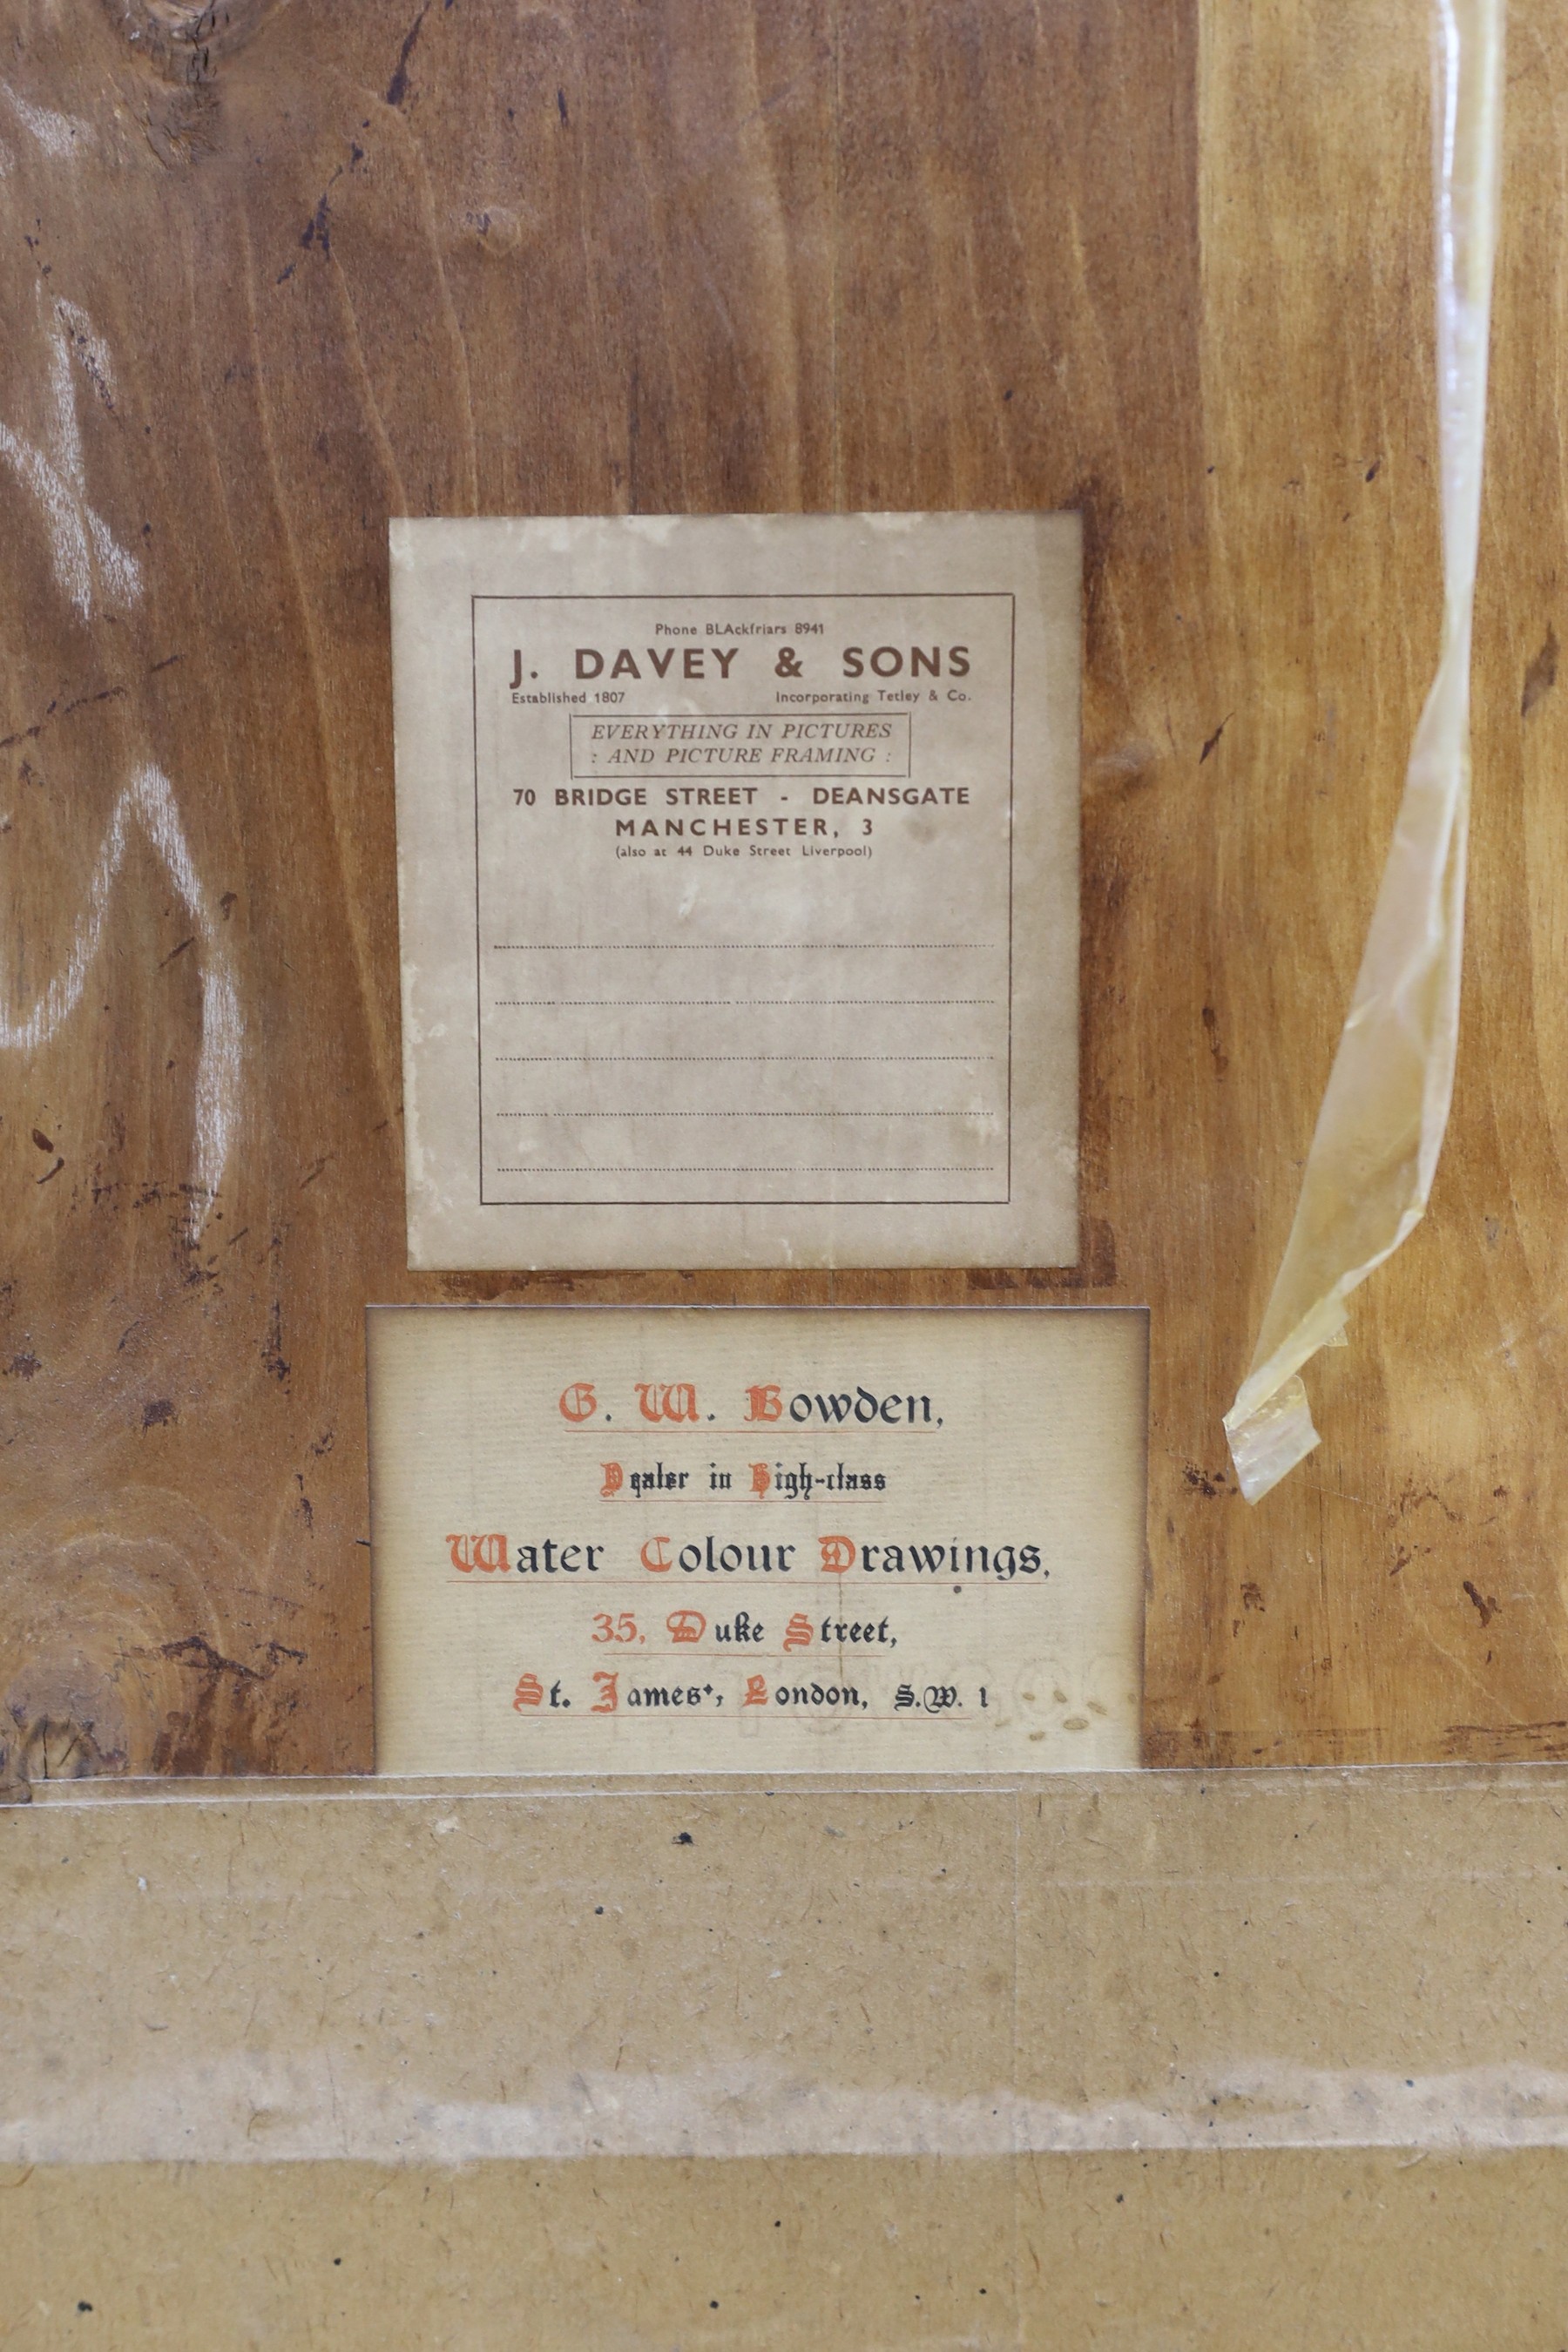 Phone BLAckfriars 8941
J. DAVEY & SONS
Established 1807 Incorporating Tetley & Co.
EVERYTHING IN PICTURES
: AND PICTURE FRAMING :
70 BRIDGE STREET - DEANSGATE
MANCHESTER, 3
(also at 44 Duke Street Liverpool)
G. W. Bowden,
Dealer in High-class
Water Colour Drawings,
35, Duke Street,
St. James', London, S.W. 1